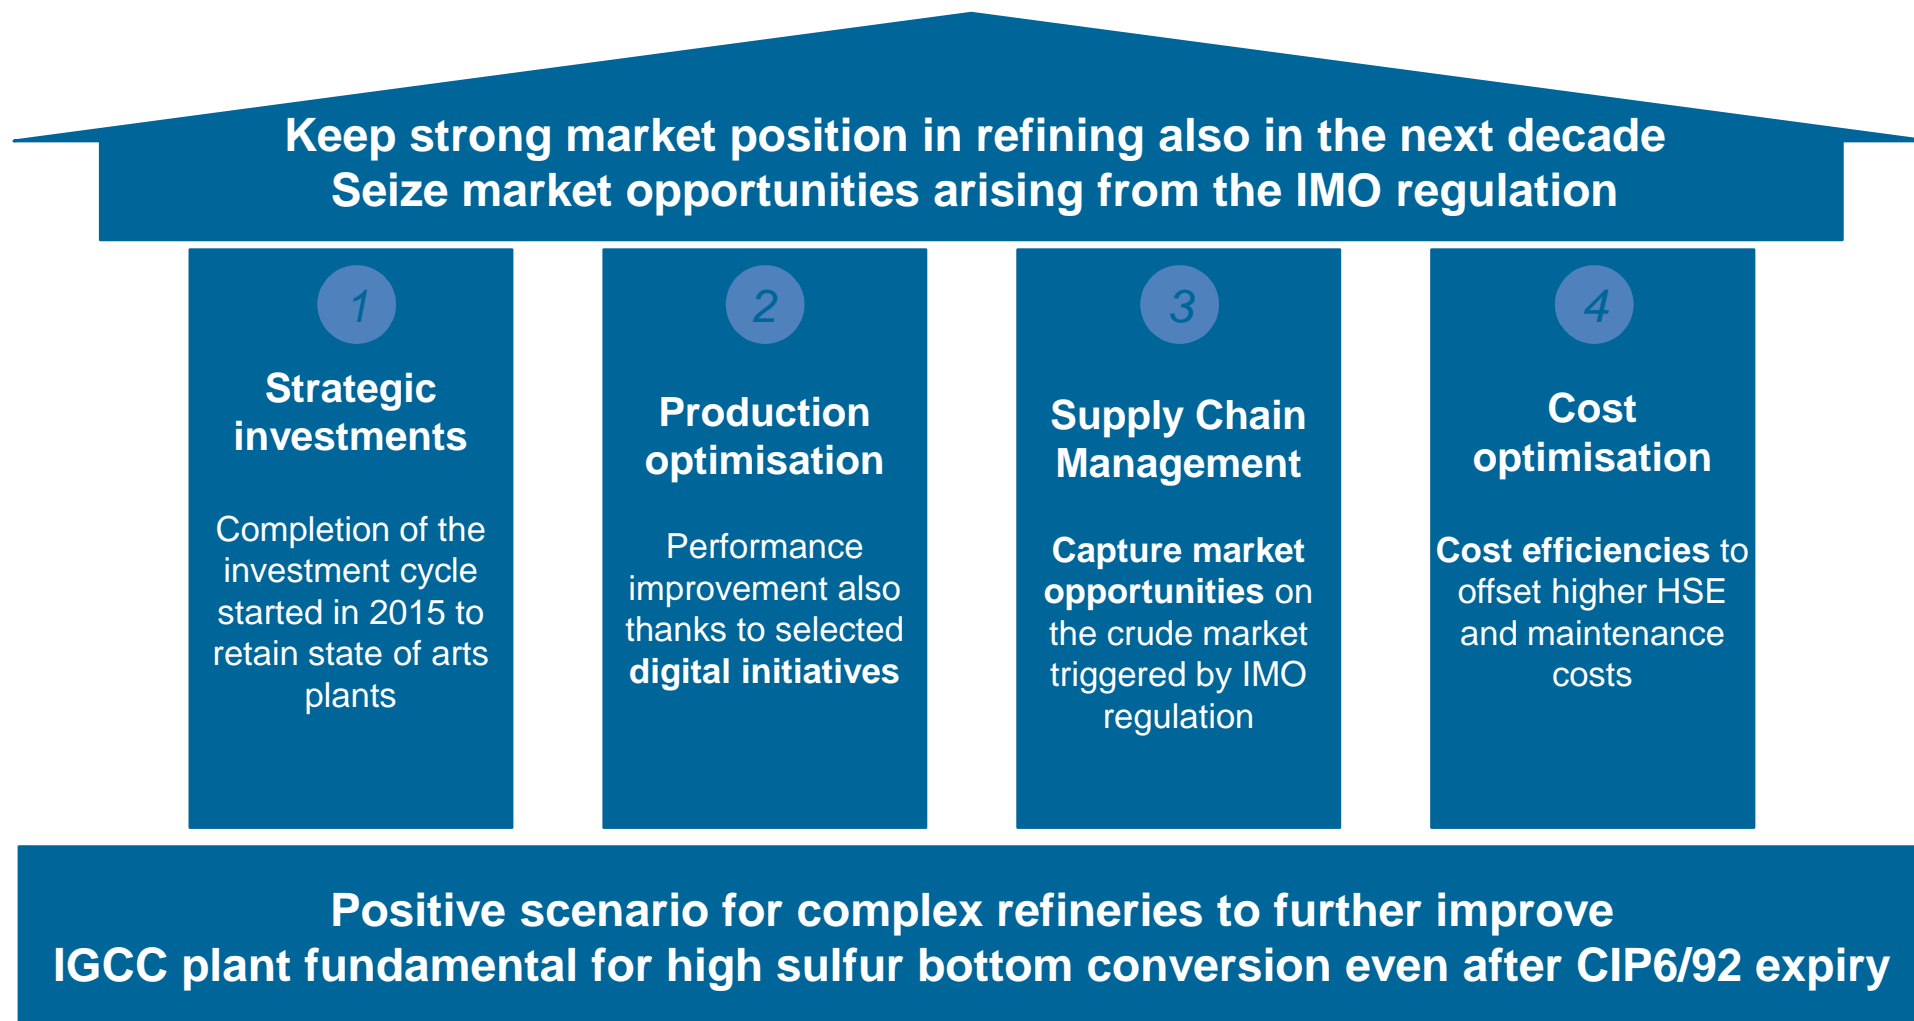 Keep strong market position in refining also in the next decade
Seize market opportunities arising from the IMO regulation
1
Strategic
investments
Completion of the
investment cycle
started in 2015 to
retain state of arts
plants
2
Production
optimisation
Performance
improvement also
thanks to selected
digital initiatives
3
Supply Chain
Management
Capture market
opportunities on
the crude market
triggered by IMO
regulation
4
Cost
optimisation
Cost efficiencies to
offset higher HSE
and maintenance
costs
Positive scenario for complex refineries to further improve
IGCC plant fundamental for high sulfur bottom conversion even after CIP6/92 expiry